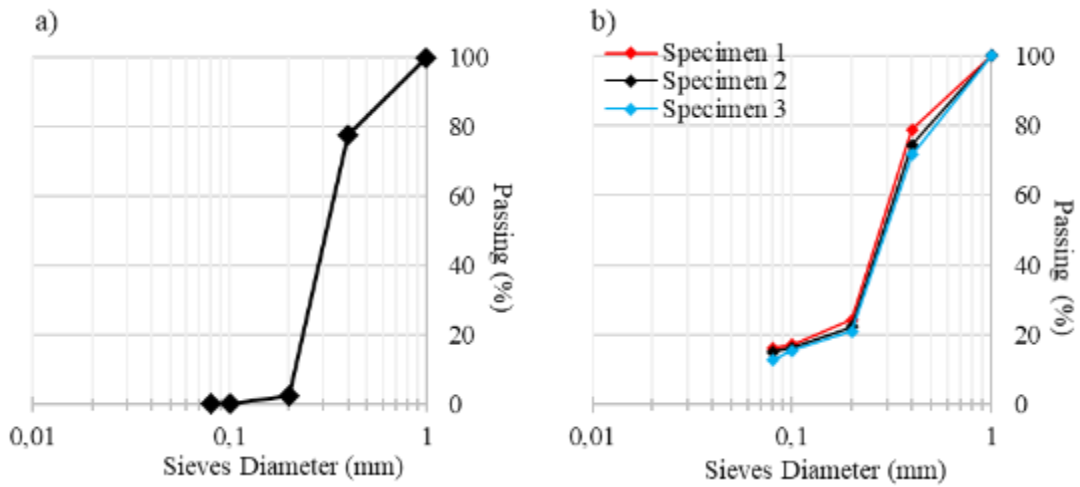 a)
100
80
60
40
20
0
Passing (%)
0,01
0,1
1
Sieves Diameter (mm)
b)
Specimen 1
Specimen 2
Specimen 3
100
80
60
40
20
0
Passing (%)
0,01
0,1
1
Sieves Diameter (mm)